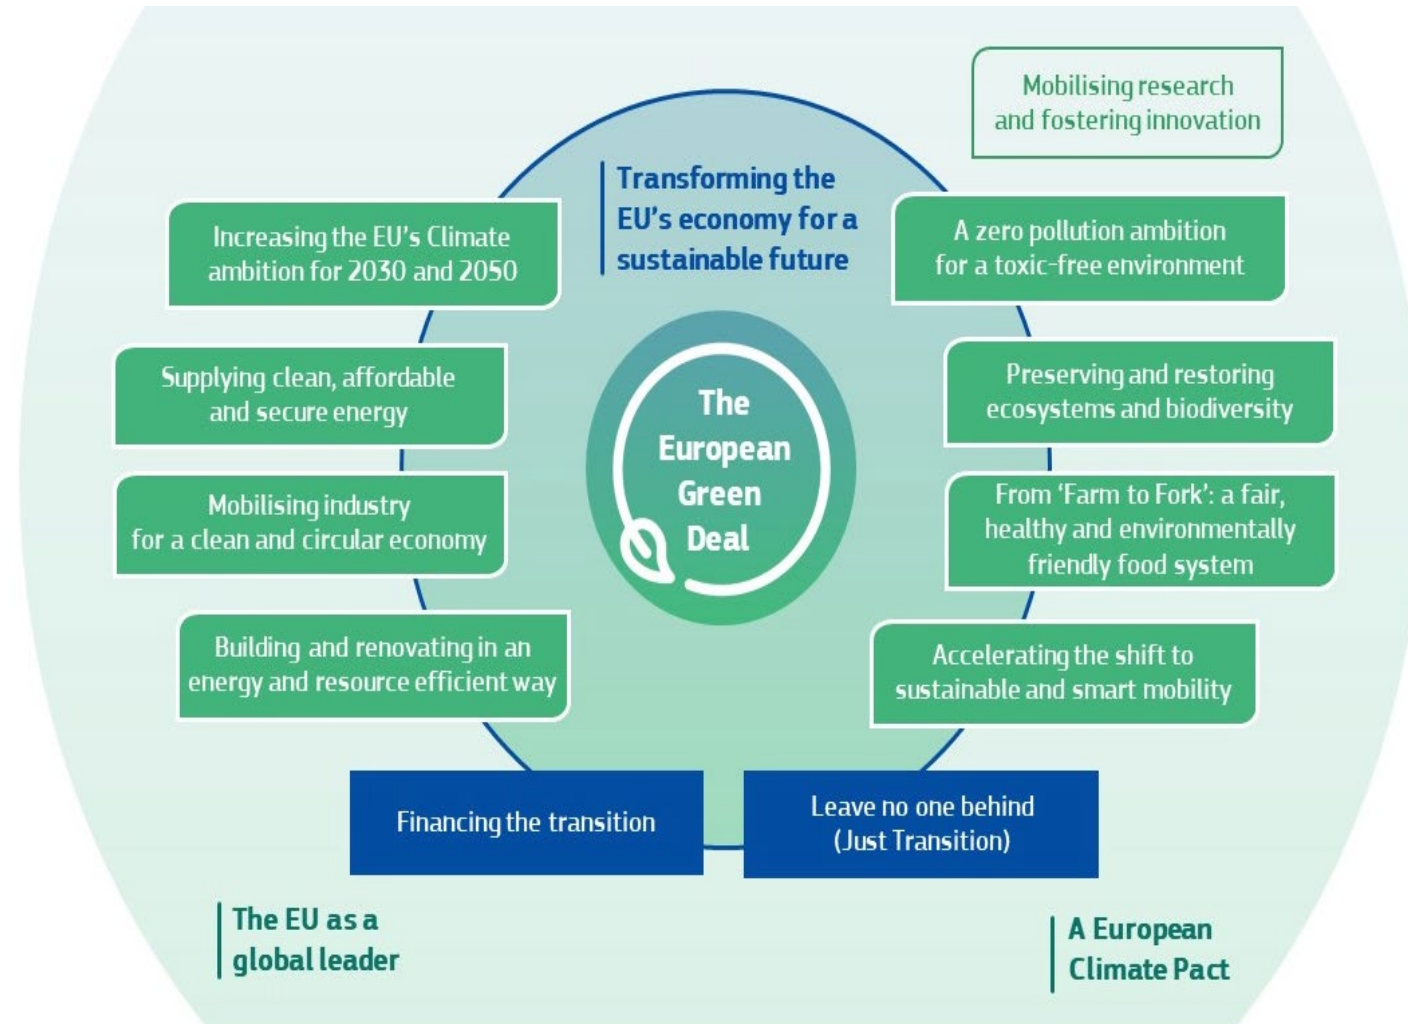 Mobilising research
and fostering innovation
Transforming the
EU's economy for a
sustainable future
Increasing the EU's Climate
ambition for 2030 and 2050
A zero pollution ambition
for a toxic-free environment
Supplying clean, affordable
and secure energy
Preserving and restoring
ecosystems and biodiversity
The
European
Green
Deal
Mobilising industry
for a clean and circular economy
From ‘Farm to Fork’: a fair,
healthy and environmentally
friendly food system
Building and renovating in an
energy and resource efficient way
Accelerating the shift to
sustainable and smart mobility
Financing the transition
Leave no one behind
(Just Transition)
The EU as a
global leader
A European
Climate Pact